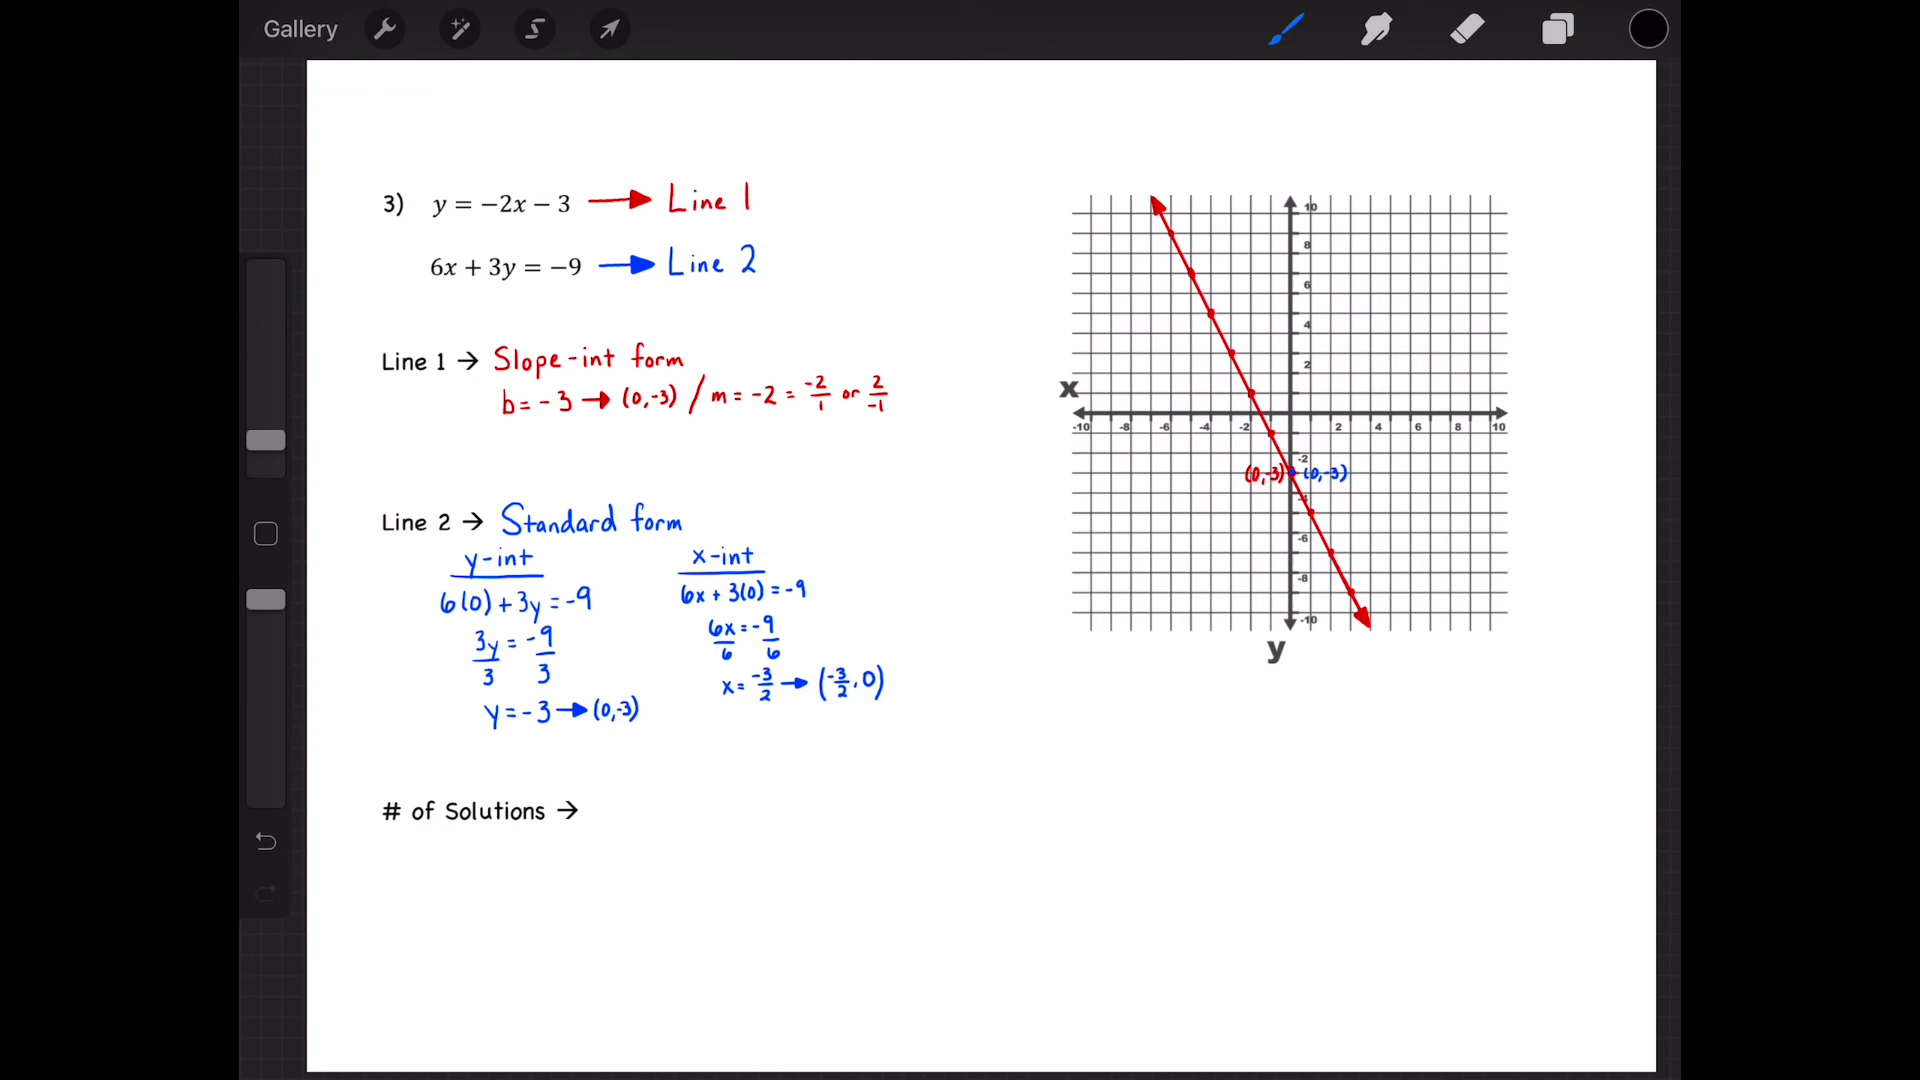 Gallery
3) y = −2x − 3 → Line 1
6x + 3y = −9 → Line 2
Line 1 → Slope-int form
b = -3 → (0,-3) / m = -2 = -2/1 or 2/-1
Line 2 → Standard form
y-int
6(0) + 3y = -9
3y/3 = -9/3
y = -3 → (0,-3)
x-int
6x + 3(0) = -9
6x/6 = -9/6
x = -3/2 → (-3/2, 0)
# of Solutions →
10
8
6
4
2
x
-10 -8 -6 -4 -2 2 4 6 8 10
-2
(0,-3) (0,-3)
-6
-8
-10
y